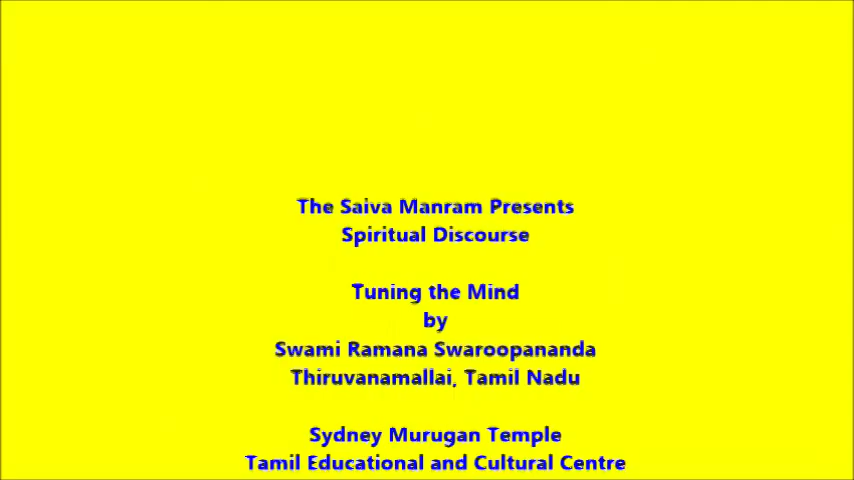 The Saiva Manram Presents
Spiritual Discourse
Tuning the Mind
by
Swami Ramana Swaroopananda
Thiruvanamallai, Tamil Nadu
Sydney Murugan Temple
Tamil Educational and Cultural Centre